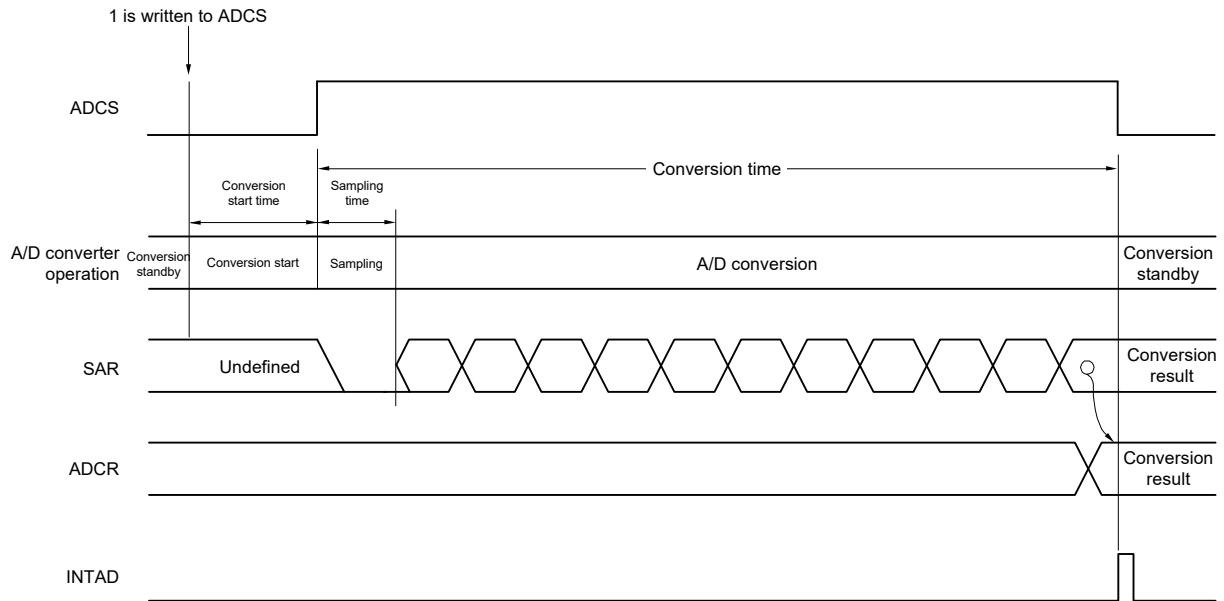 1 is written to ADCS
ADCS
Conversion time
Conversion
start time
Sampling
time
A/D converter
operation
Conversion
standby
Conversion start
Sampling
A/D conversion
Conversion
standby
SAR
Undefined
Conversion
result
ADCR
Conversion
result
INTAD